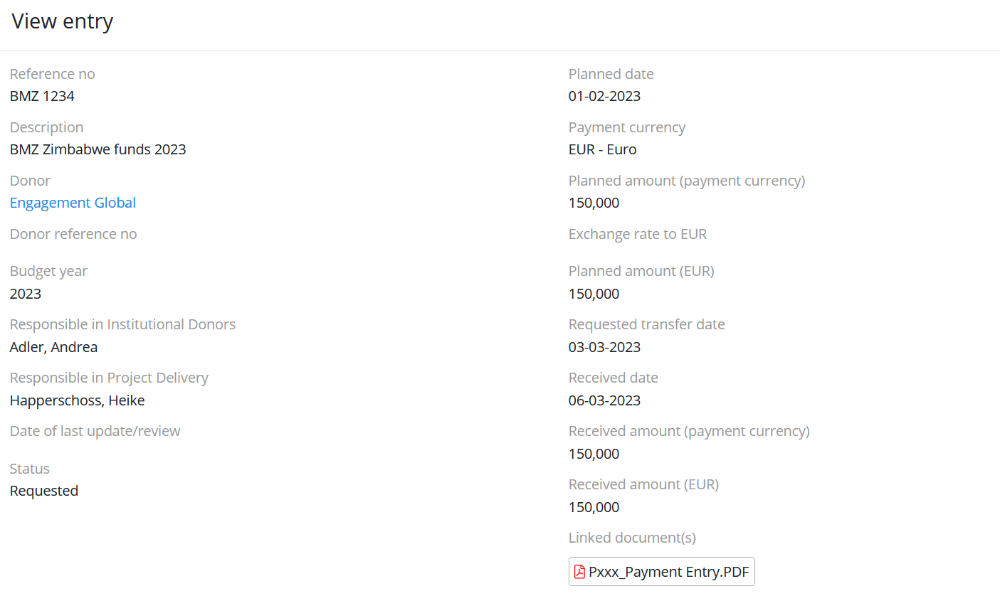 View entry
Reference no
BMZ 1234
Description
BMZ Zimbabwe funds 2023
Donor
Engagement Global
Donor reference no
Budget year
2023
Responsible in Institutional Donors
Adler, Andrea
Responsible in Project Delivery
Happerschoss, Heike
Date of last update/review
Status
Requested
Planned date
01-02-2023
Payment currency
EUR - Euro
Planned amount (payment currency)
150,000
Exchange rate to EUR
Planned amount (EUR)
150,000
Requested transfer date
03-03-2023
Received date
06-03-2023
Received amount (payment currency)
150,000
Received amount (EUR)
150,000
Linked document(s)
Pxxx_Payment Entry.PDF